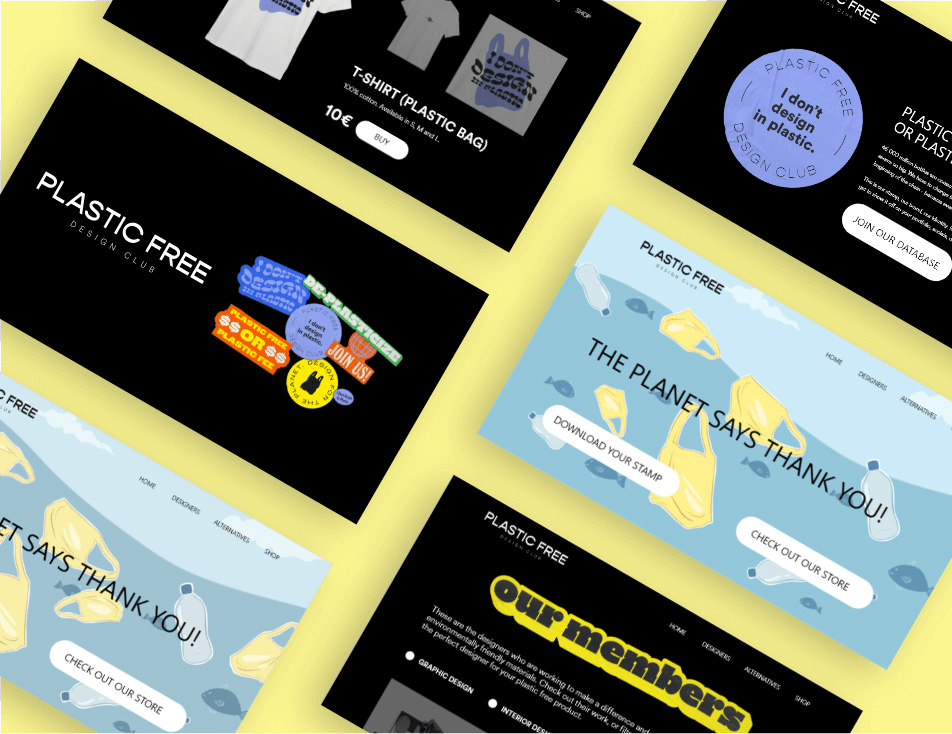 SHOP
I DON'T
DESIGN
IN PLASTIC
T-SHIRT (PLASTIC BAG)
100% cotton. Available in S, M and L.
10€
BUY
PLASTIC FREE
DESIGN CLUB
I don't
design
in plastic.
PLASTIC
OR PLAST
JOIN OUR DATABASE
PLASTIC FREE
DESIGN CLUB
I DON'T
DESIGN
IN PLASTIC
DE-PLASTICIZE
PLASTIC FREE
$$ OR $$
PLASTIC FEE
PLASTIC FREE
I don't
design
in plastic.
JOIN US!
DESIGN FOR THE PLANET
PLASTIC FREE
DESIGN CLUB
HOME
DESIGNERS
ALTERNATIVES
THE PLANET SAYS THANK YOU!
DOWNLOAD YOUR STAMP
CHECK OUT OUR STORE
HOME
DESIGNERS
ALTERNATIVES
SHOP
ET SAYS THANK YOU!
CHECK OUT OUR STORE
PLASTIC FREE
DESIGN CLUB
HOME
DESIGNERS
ALTERNATIVES
SHOP
our members
These are the designers who are working to make a difference and
environmentally friendly materials. Check out their work, or filt
the perfect designer for your plastic free product.
GRAPHIC DESIGN
INTERIOR DES